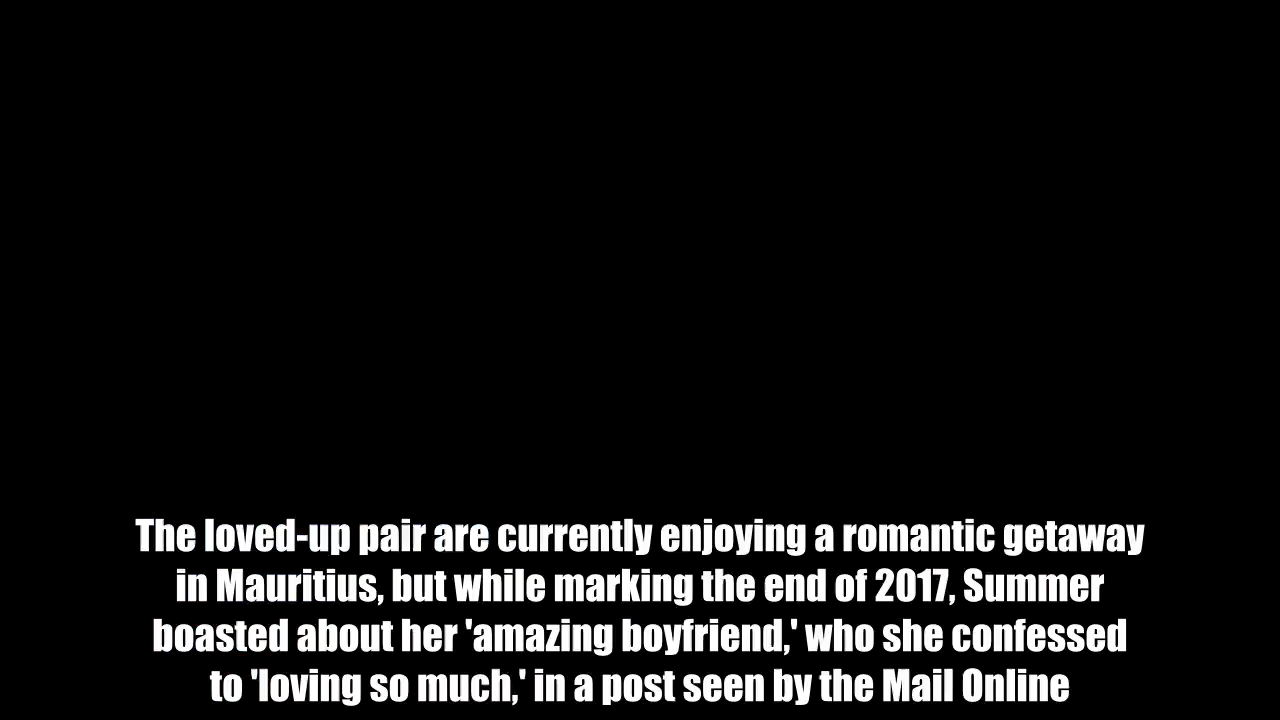 The loved-up pair are currently enjoying a romantic getaway
in Mauritius, but while marking the end of 2017, Summer
boasted about her 'amazing boyfriend,' who she confessed
to 'loving so much,' in a post seen by the Mail Online